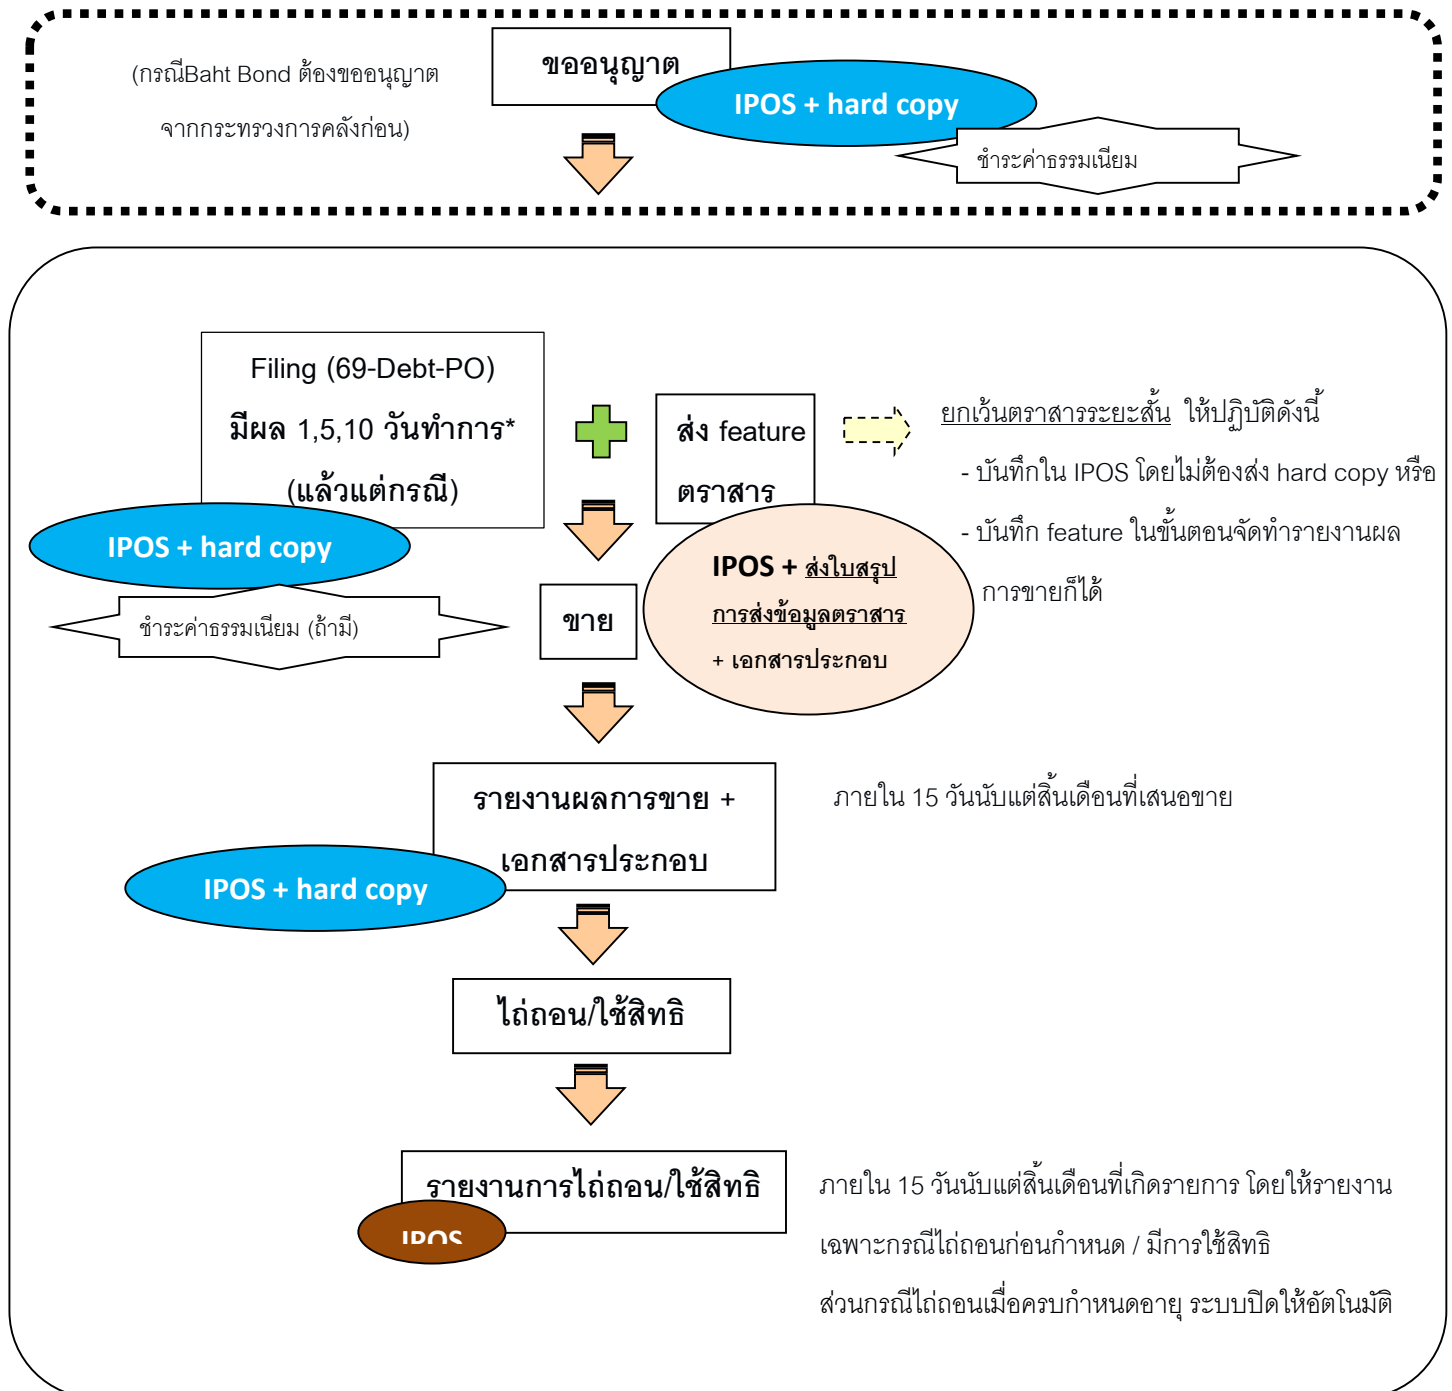 (กรณีBaht Bond ต้องขออนุญาต
จากกระทรวงการคลังก่อน)
ขออนุญาต
IPOS + hard copy
ชำระค่าธรรมเนียม
Filing (69-Debt-PO)
มีผล 1,5,10 วันทำการ*
(แล้วแต่กรณี)
IPOS + hard copy
ชำระค่าธรรมเนียม (ถ้ามี)
ส่ง feature
ตราสาร
IPOS + ส่งใบสรุป
การส่งข้อมูลตราสาร
+ เอกสารประกอบ
ยกเว้นตราสารระยะสั้น ให้ปฏิบัติดังนี้
- บันทึกใน IPOS โดยไม่ต้องส่ง hard copy หรือ
- บันทึก feature ในขั้นตอนจัดทำรายงานผล
การขายก็ได้
ขาย
รายงานผลการขาย +
เอกสารประกอบ
IPOS + hard copy
ภายใน 15 วันนับแต่สิ้นเดือนที่เสนอขาย
ไถ่ถอน/ใช้สิทธิ
รายงานการไถ่ถอน/ใช้สิทธิ
IPOS
ภายใน 15 วันนับแต่สิ้นเดือนที่เกิดรายการ โดยให้รายงาน
เฉพาะกรณีไถ่ถอนก่อนกำหนด / มีการใช้สิทธิ
ส่วนกรณีไถ่ถอนเมื่อครบกำหนดอายุ ระบบปิดให้อัตโนมัติ